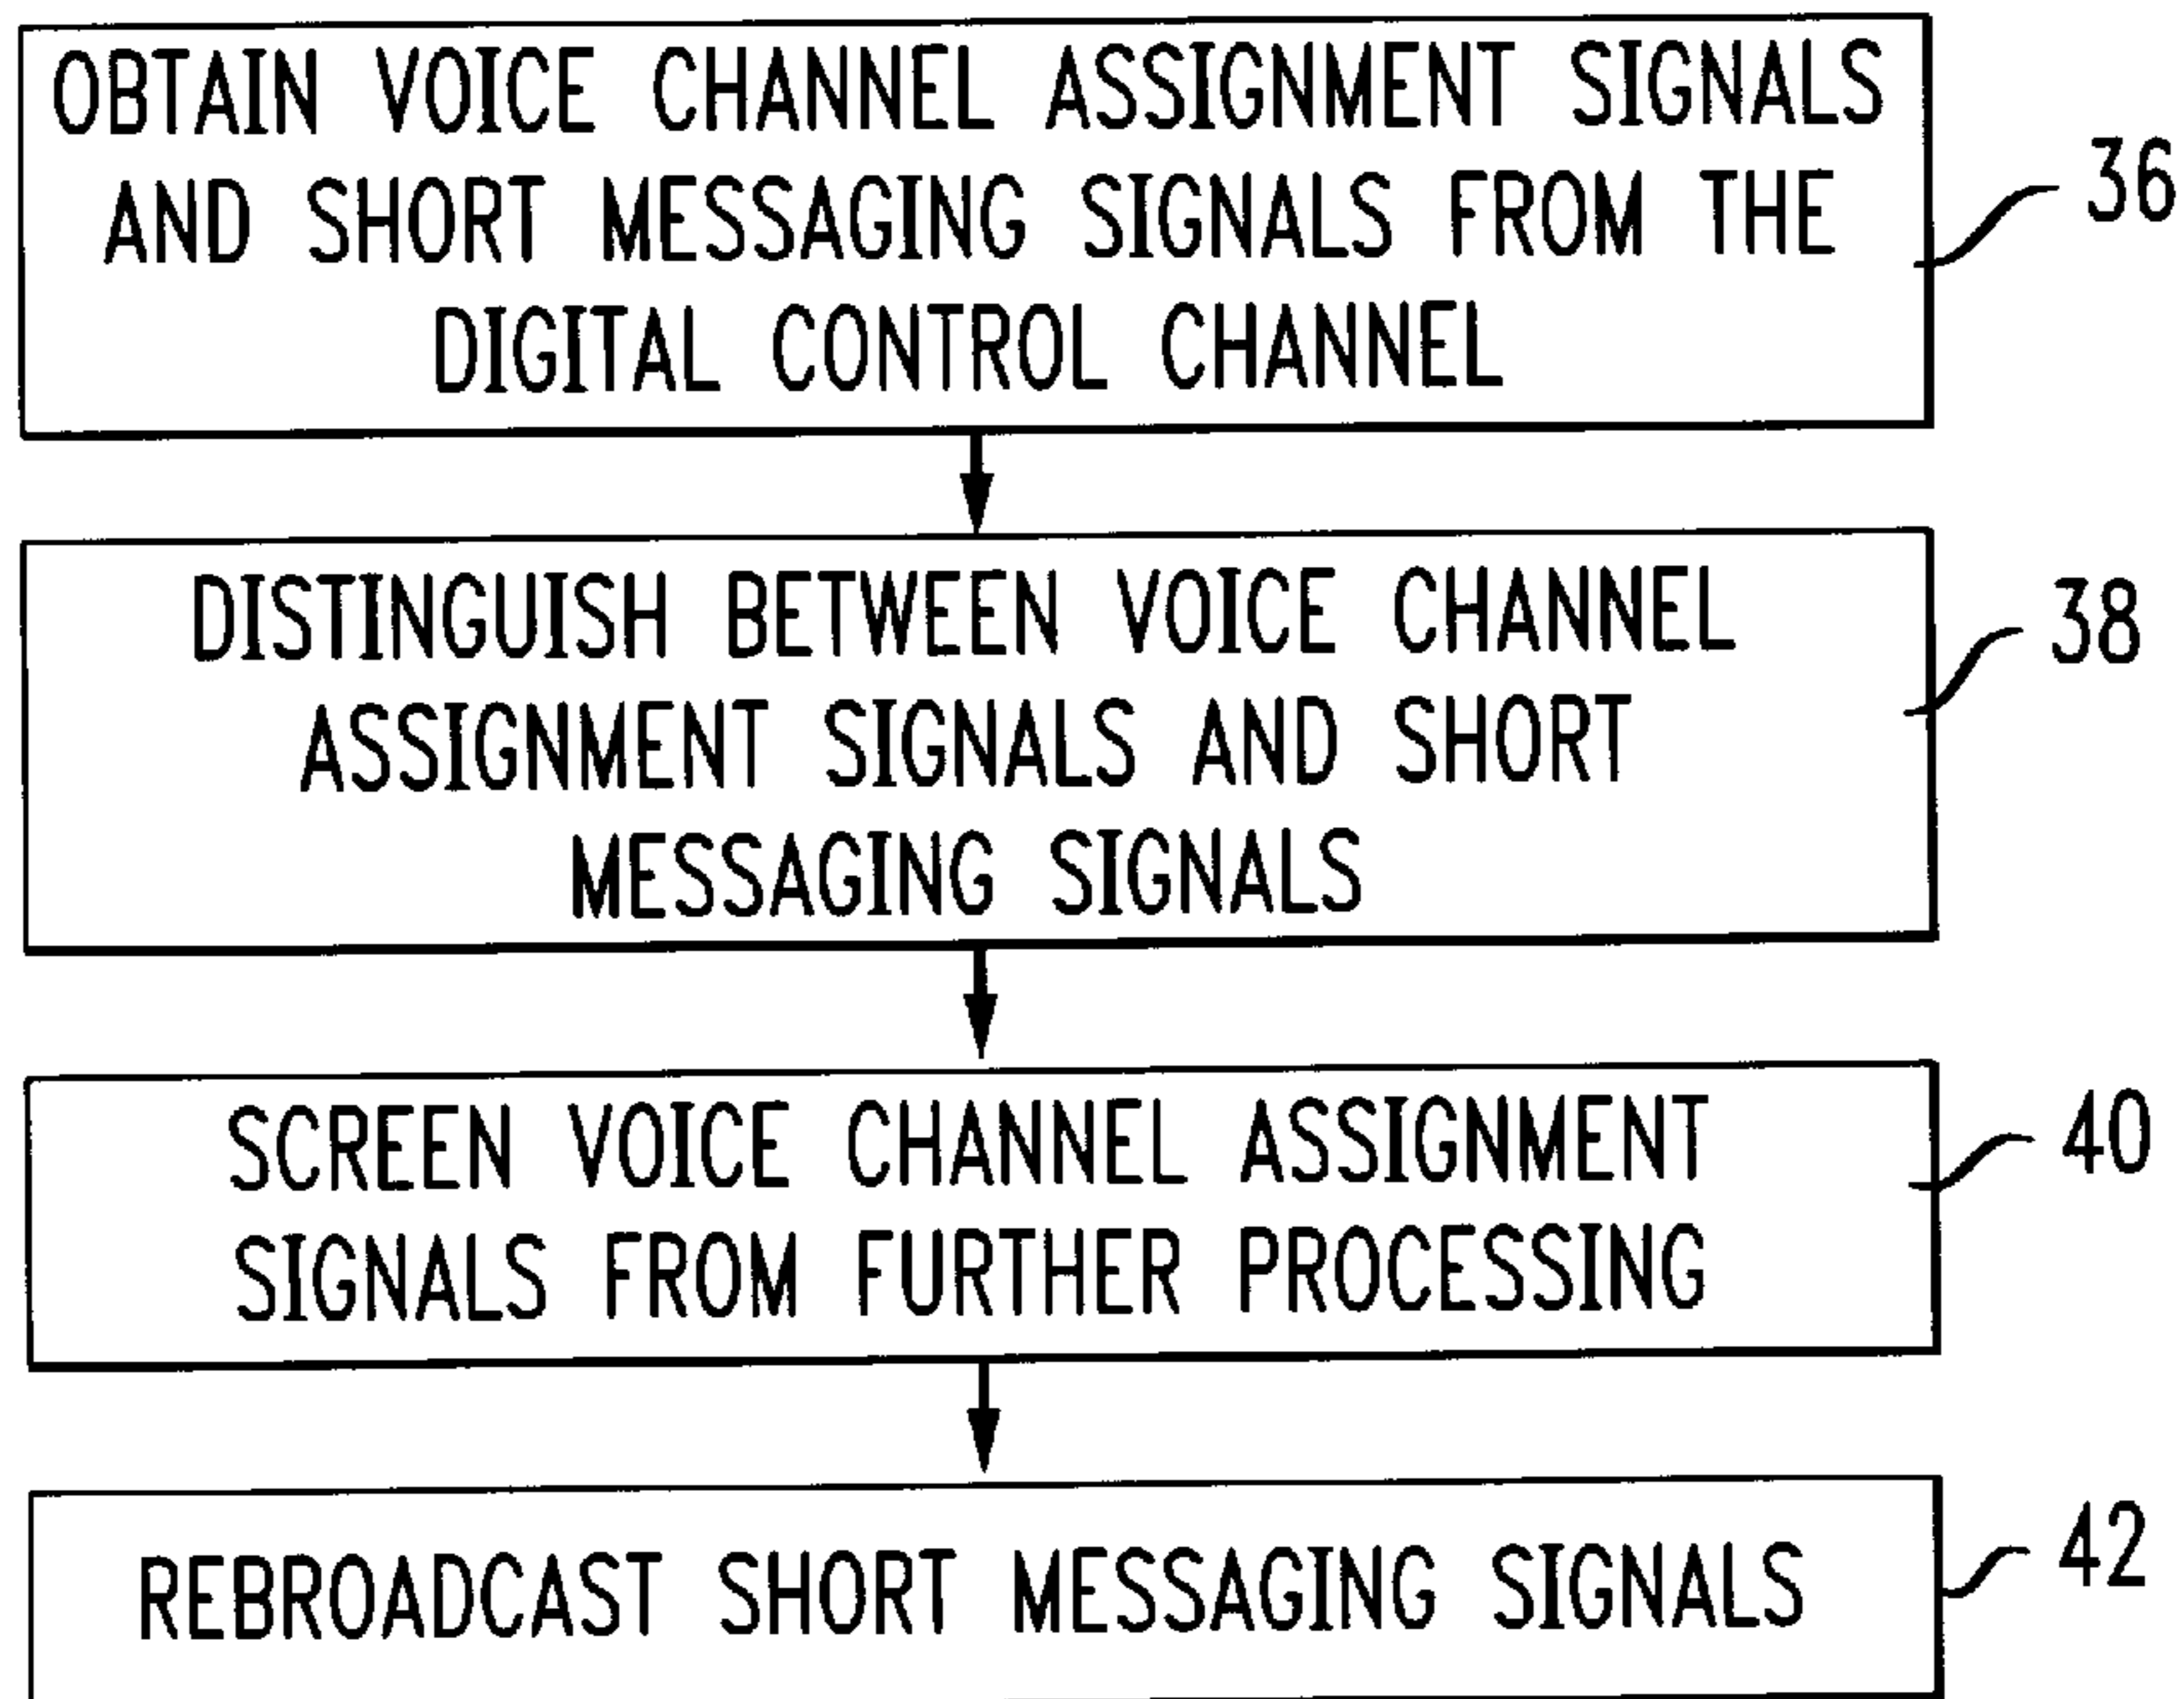 OBTAIN VOICE CHANNEL ASSIGNMENT SIGNALS
AND SHORT MESSAGING SIGNALS FROM THE
DIGITAL CONTROL CHANNEL
36
DISTINGUISH BETWEEN VOICE CHANNEL
ASSIGNMENT SIGNALS AND SHORT
MESSAGING SIGNALS
38
SCREEN VOICE CHANNEL ASSIGNMENT
SIGNALS FROM FURTHER PROCESSING
40
REBROADCAST SHORT MESSAGING SIGNALS
42